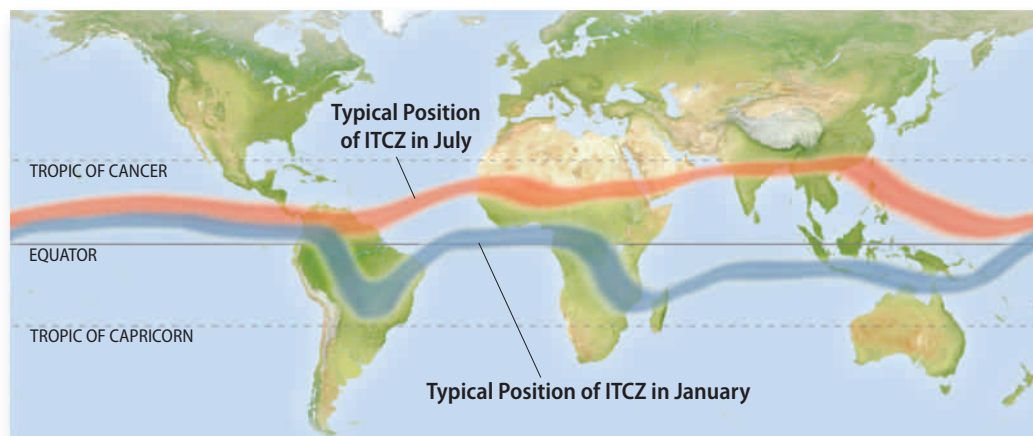 Typical Position
of ITCZ in July
TROPIC OF CANCER
EQUATOR
TROPIC OF CAPRICORN
Typical Position of ITCZ in January